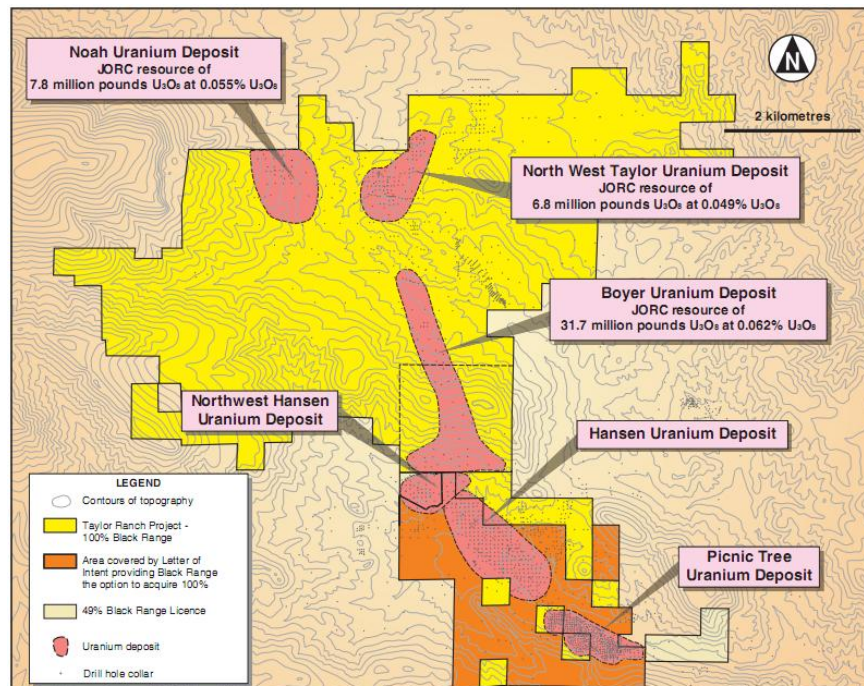 Noah Uranium Deposit
JORC resource of
7.8 million pounds U₃O₈ at 0.055% U₃O₈
N
2 kilometres
North West Taylor Uranium Deposit
JORC resource of
6.8 million pounds U₃O₈ at 0.049% U₃O₈
Boyer Uranium Deposit
JORC resource of
31.7 million pounds U₃O₈ at 0.062% U₃O₈
Northwest Hansen
Uranium Deposit
Hansen Uranium Deposit
Picnic Tree
Uranium Deposit
LEGEND
Contours of topography
Taylor Ranch Project -
100% Black Range
Area covered by Letter of
Intent providing Black Range
the option to acquire 100%
49% Black Range Licence
Uranium deposit
Drill hole collar